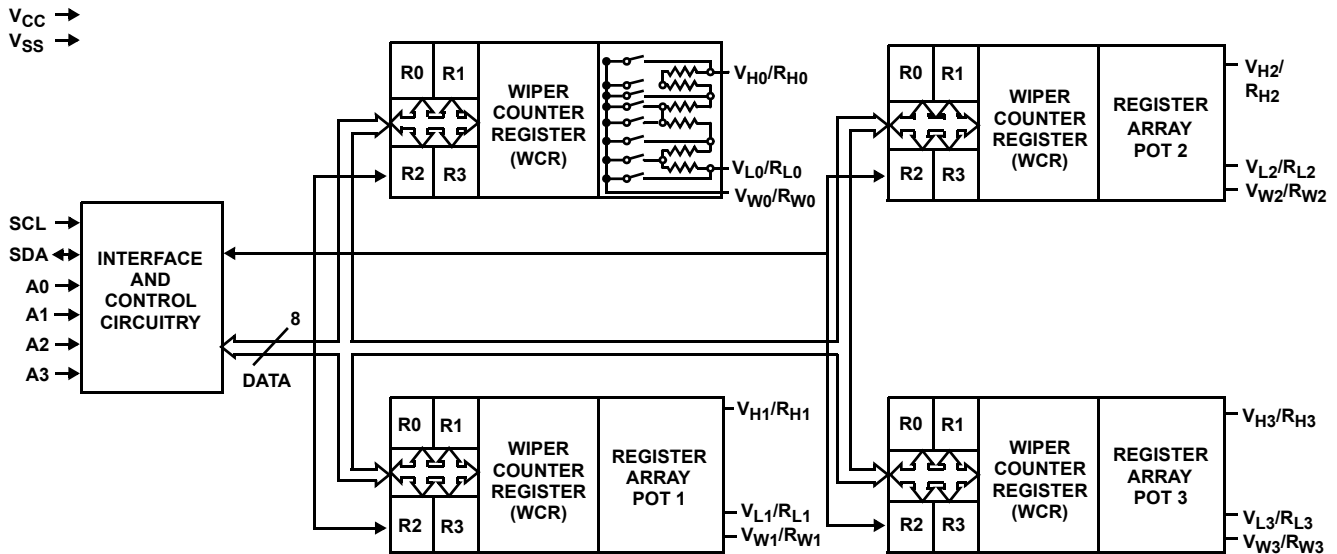 VCC
VSS
R0 R1
R2 R3
WIPER
COUNTER
REGISTER
(WCR)
VH0/RH0
VL0/RL0
VW0/RW0
R0 R1
R2 R3
WIPER
COUNTER
REGISTER
(WCR)
REGISTER
ARRAY
POT 2
VH2/
RH2
VL2/RL2
VW2/RW2
SCL
SDA
A0
A1
A2
A3
INTERFACE
AND
CONTROL
CIRCUITRY
8
DATA
R0 R1
R2 R3
WIPER
COUNTER
REGISTER
(WCR)
REGISTER
ARRAY
POT 1
VH1/RH1
VL1/RL1
VW1/RW1
R0 R1
R2 R3
WIPER
COUNTER
REGISTER
(WCR)
REGISTER
ARRAY
POT 3
VH3/RH3
VL3/RL3
VW3/RW3